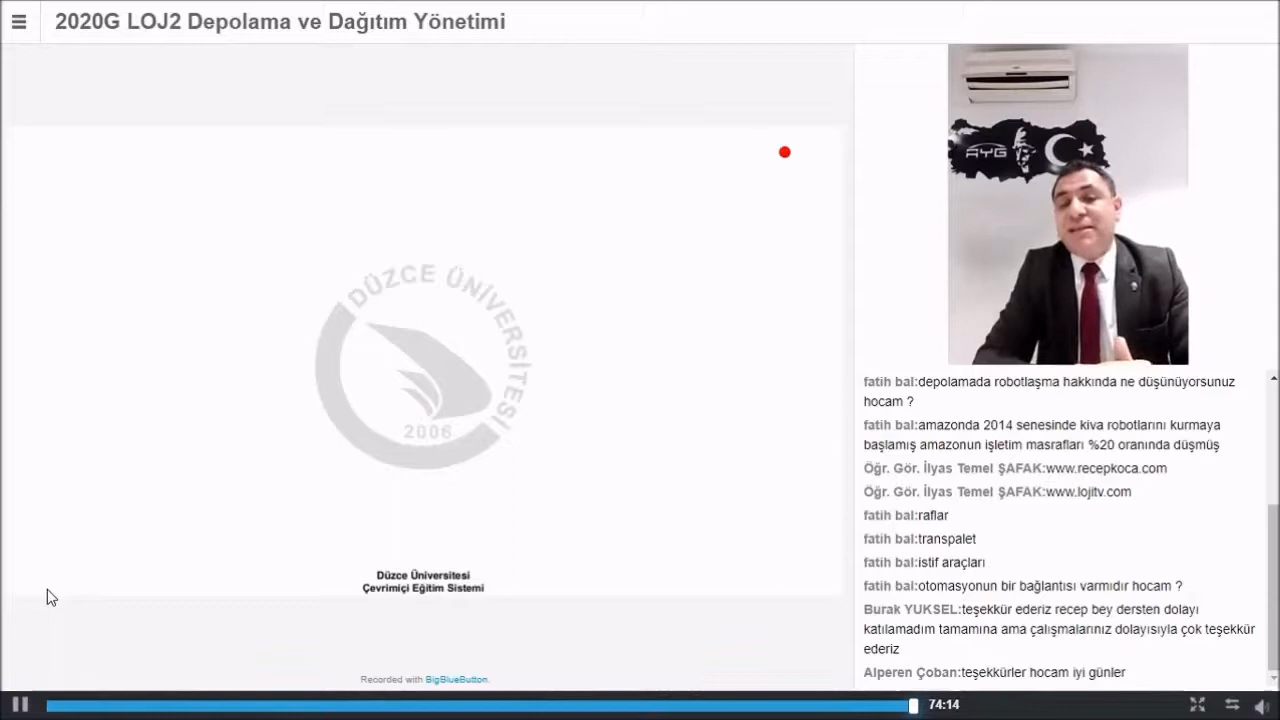 2020G LOJ2 Depolama ve Dağıtım Yönetimi
AYG
DÜZCE ÜNİVERSİTESİ
2006
Düzce Üniversitesi
Çevrimiçi Eğitim Sistemi
Recorded with BigBlueButton.
fatih bal:depolamada robotlaşma hakkında ne düşünüyorsunuz
hocam ?
fatih bal:amazonda 2014 senesinde kiva robotlarını kurmaya
başlamış amazonun işletim masrafları %20 oranında düşmüş
Öğr. Gör. İlyas Temel ŞAFAK:www.recepkoca.com
Öğr. Gör. İlyas Temel ŞAFAK:www.lojitv.com
fatih bal:raflar
fatih bal:transpalet
fatih bal:istif araçları
fatih bal:otomasyonun bir bağlantısı varmıdır hocam ?
Burak YUKSEL:teşekkür ederiz recep bey dersten dolayı
katılamadım tamamına ama çalışmalarınız dolayısıyla çok teşekkür
ederiz
Alperen Çoban:teşekkürler hocam iyi günler
74:14